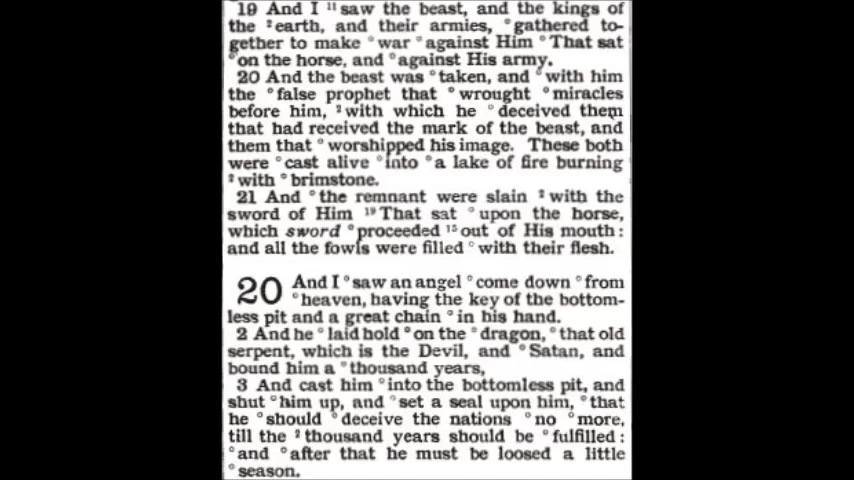 19 And I ¹¹ saw the beast, and the kings of
the ² earth, and their armies, ° gathered to-
gether to make ° war ° against Him ° That sat
° on the horse, and ° against His army.
20 And the beast was ° taken, and ° with him
the ° false prophet that ° wrought ° miracles
before him, ² with which he ° deceived them
that had received the mark of the beast, and
them that ° worshipped his image. These both
were ° cast alive ° into ° a lake of fire burning
² with ° brimstone.
21 And ° the remnant were slain ² with the
sword of Him ¹⁹ That sat ° upon the horse,
which sword ° proceeded ¹⁵ out of His mouth:
and all the fowls were filled ° with their flesh.
20 And I ° saw an angel ° come down ° from
° heaven, having the key of the bottom-
less pit and a great chain ° in his hand.
2 And he ° laid hold ° on the ° dragon, ° that old
serpent, which is the Devil, and ° Satan, and
bound him a ° thousand years,
3 And cast him ° into the bottomless pit, and
shut ° him up, and ° set a seal upon him, ° that
he ° should ° deceive the nations ° no ° more,
till the ² thousand years should be ° fulfilled:
° and ° after that he must be loosed a little
° season.